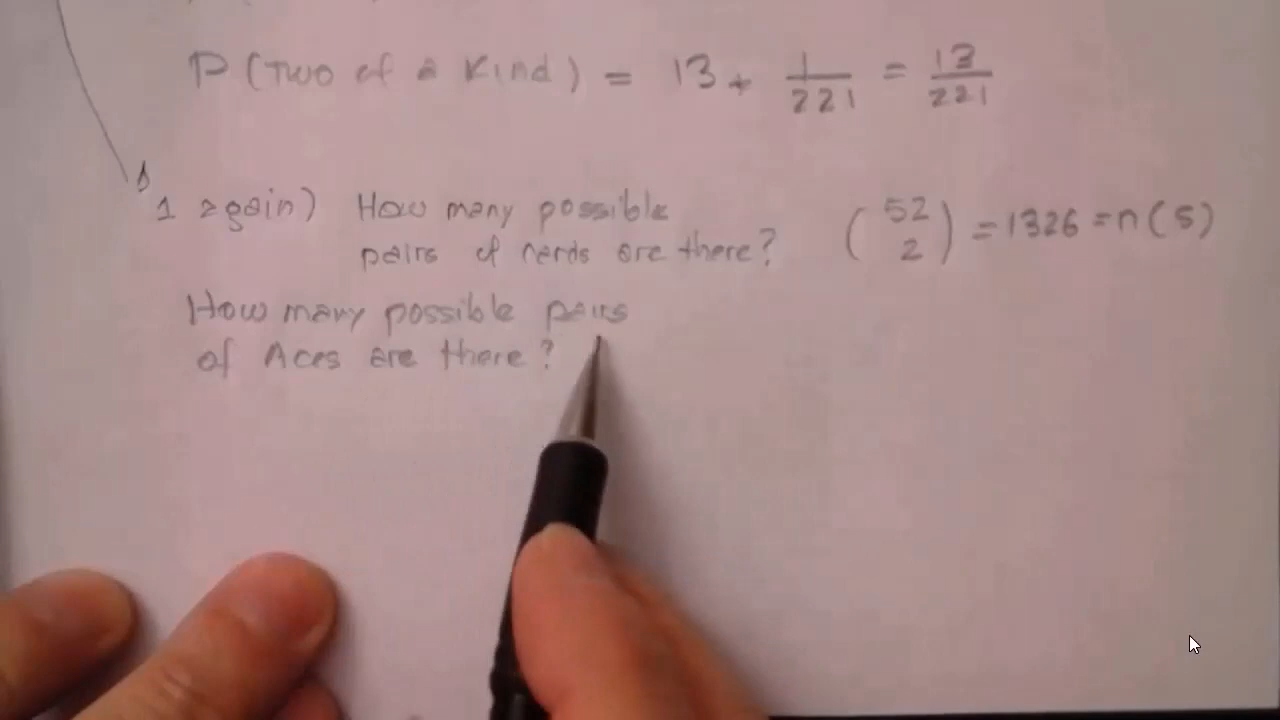 P (Two of a Kind) = 13 * 1/221 = 13/221
1 again) How many possible
pairs of cards are there? (52 2) = 1326 = n(S)
How many possible pairs
of Aces are there?